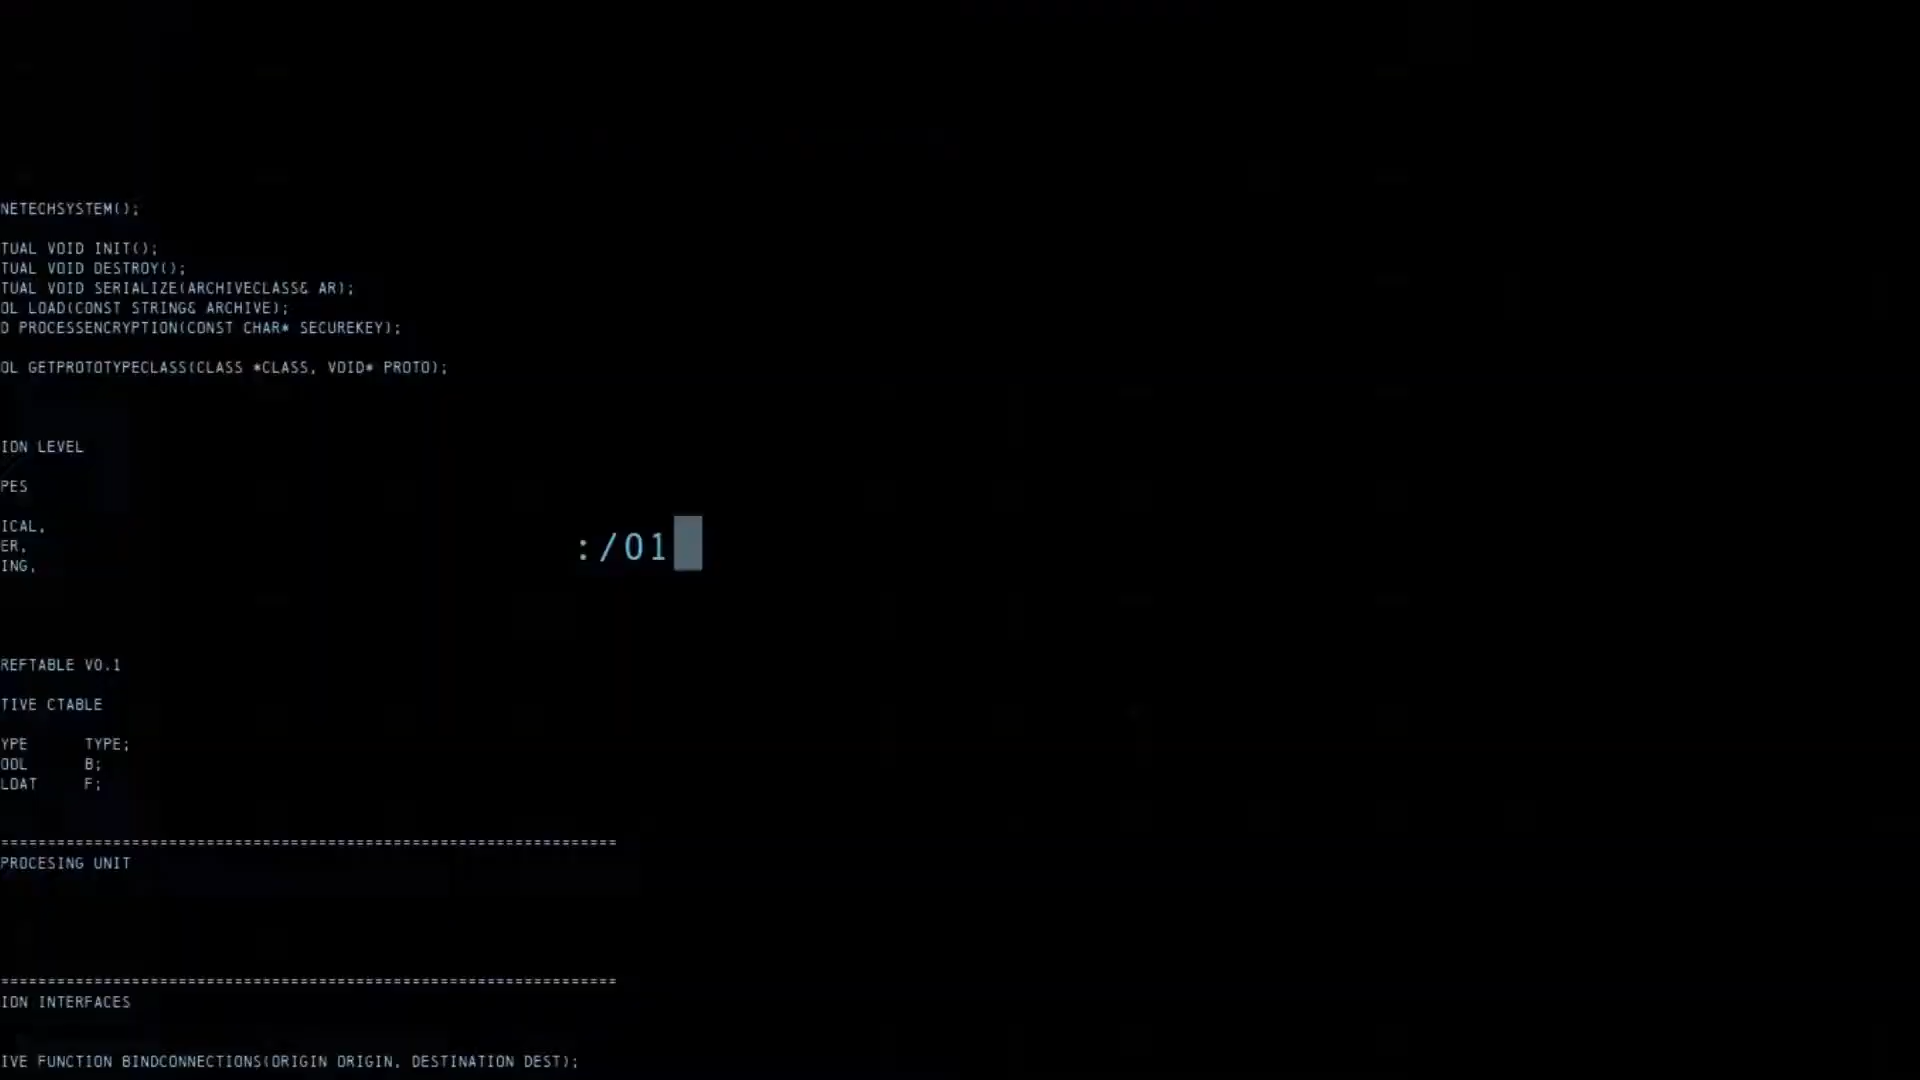 NETECHSYSTEM();
TUAL VOID INIT();
TUAL VOID DESTROY();
TUAL VOID SERIALIZE(ARCHIVECLASS& AR);
OL LOAD(CONST STRING& ARCHIVE);
D PROCESSENCRYPTION(CONST CHAR* SECUREKEY);
OL GETPROTOTYPECLASS(CLASS *CLASS, VOID* PROTO);
ION LEVEL
PES
ICAL,
ER,
ING,
:/01
REFTABLE V0.1
TIVE CTABLE
YPE TYPE;
OOL B;
LOAT F;
==================================================================
PROCESING UNIT
==================================================================
ION INTERFACES
IVE FUNCTION BINDCONNECTIONS(ORIGIN ORIGIN, DESTINATION DEST);